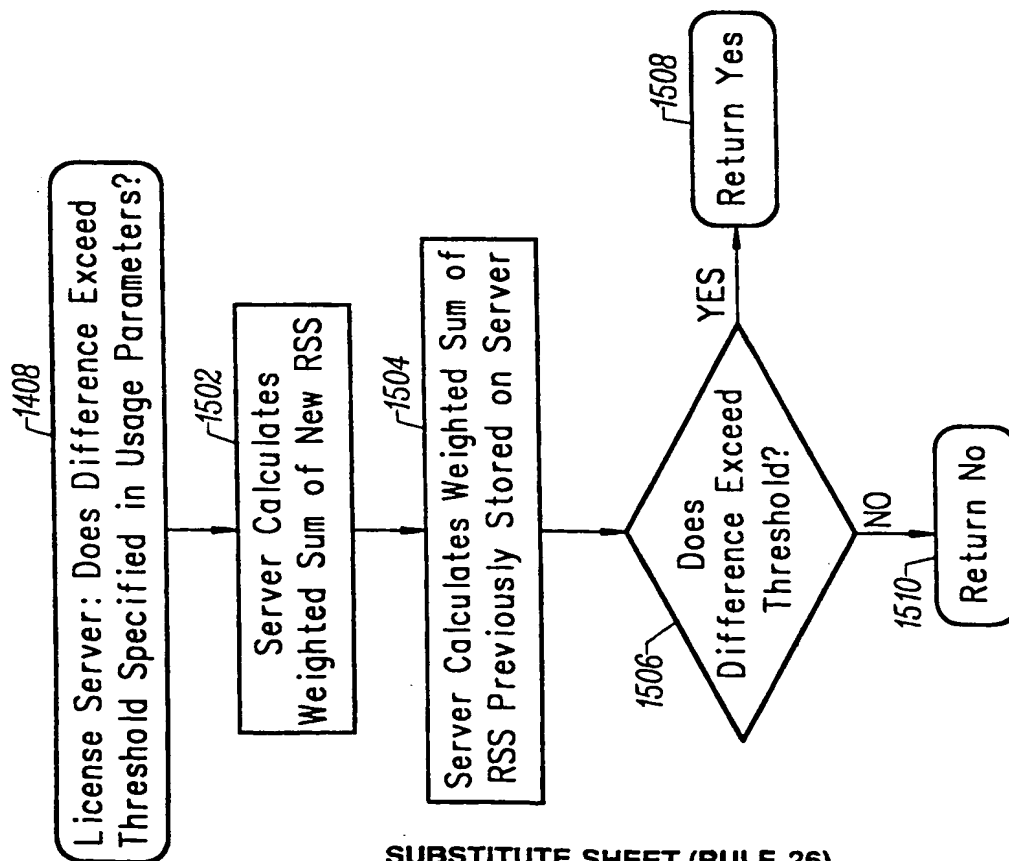 1408
License Server: Does Difference Exceed
Threshold Specified in Usage Parameters?
1502
Server Calculates
Weighted Sum of New RSS
1504
Server Calculates Weighted Sum of
RSS Previously Stored on Server
1506
Does
Difference Exceed
Threshold?
YES
1508
Return Yes
NO
1510
Return No
SUBSTITUTE SHEET (RULE 26)